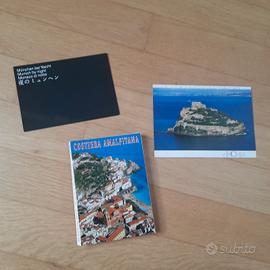 München bei Nacht
Munich by night
Monaco di notte
夜のミュンヘン
COSTIERA AMALFITANA
subito